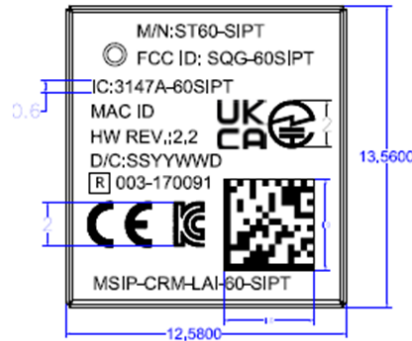 M/N:ST60-SIPT
FCC ID: SQG-60SIPT
IC:3147A-60SIPT
0.6
MAC ID
UK
CA
2
HW REV,:2,2
13,5600
D/C:SSYYWWD
R 003-170091
2
CE
MSIP-CRM-LAI-60-SIPT
12,5800